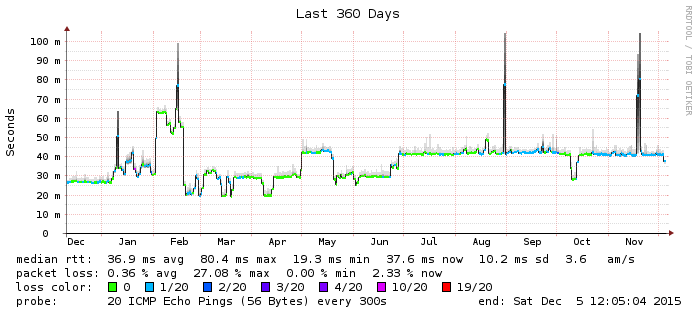 Last 360 Days
RRDTOOL / TOBI OETIKER
Seconds
100 m
90 m
80 m
70 m
60 m
50 m
40 m
30 m
20 m
10 m
0
Dec Jan Feb Mar Apr May Jun Jul Aug Sep Oct Nov
median rtt: 36.9 ms avg 80.4 ms max 19.3 ms min 37.6 ms now 10.2 ms sd 3.6 am/s
packet loss: 0.36 % avg 27.08 % max 0.00 % min 2.33 % now
loss color: 0 1/20 2/20 3/20 4/20 10/20 19/20
probe: 20 ICMP Echo Pings (56 Bytes) every 300s end: Sat Dec 5 12:05:04 2015